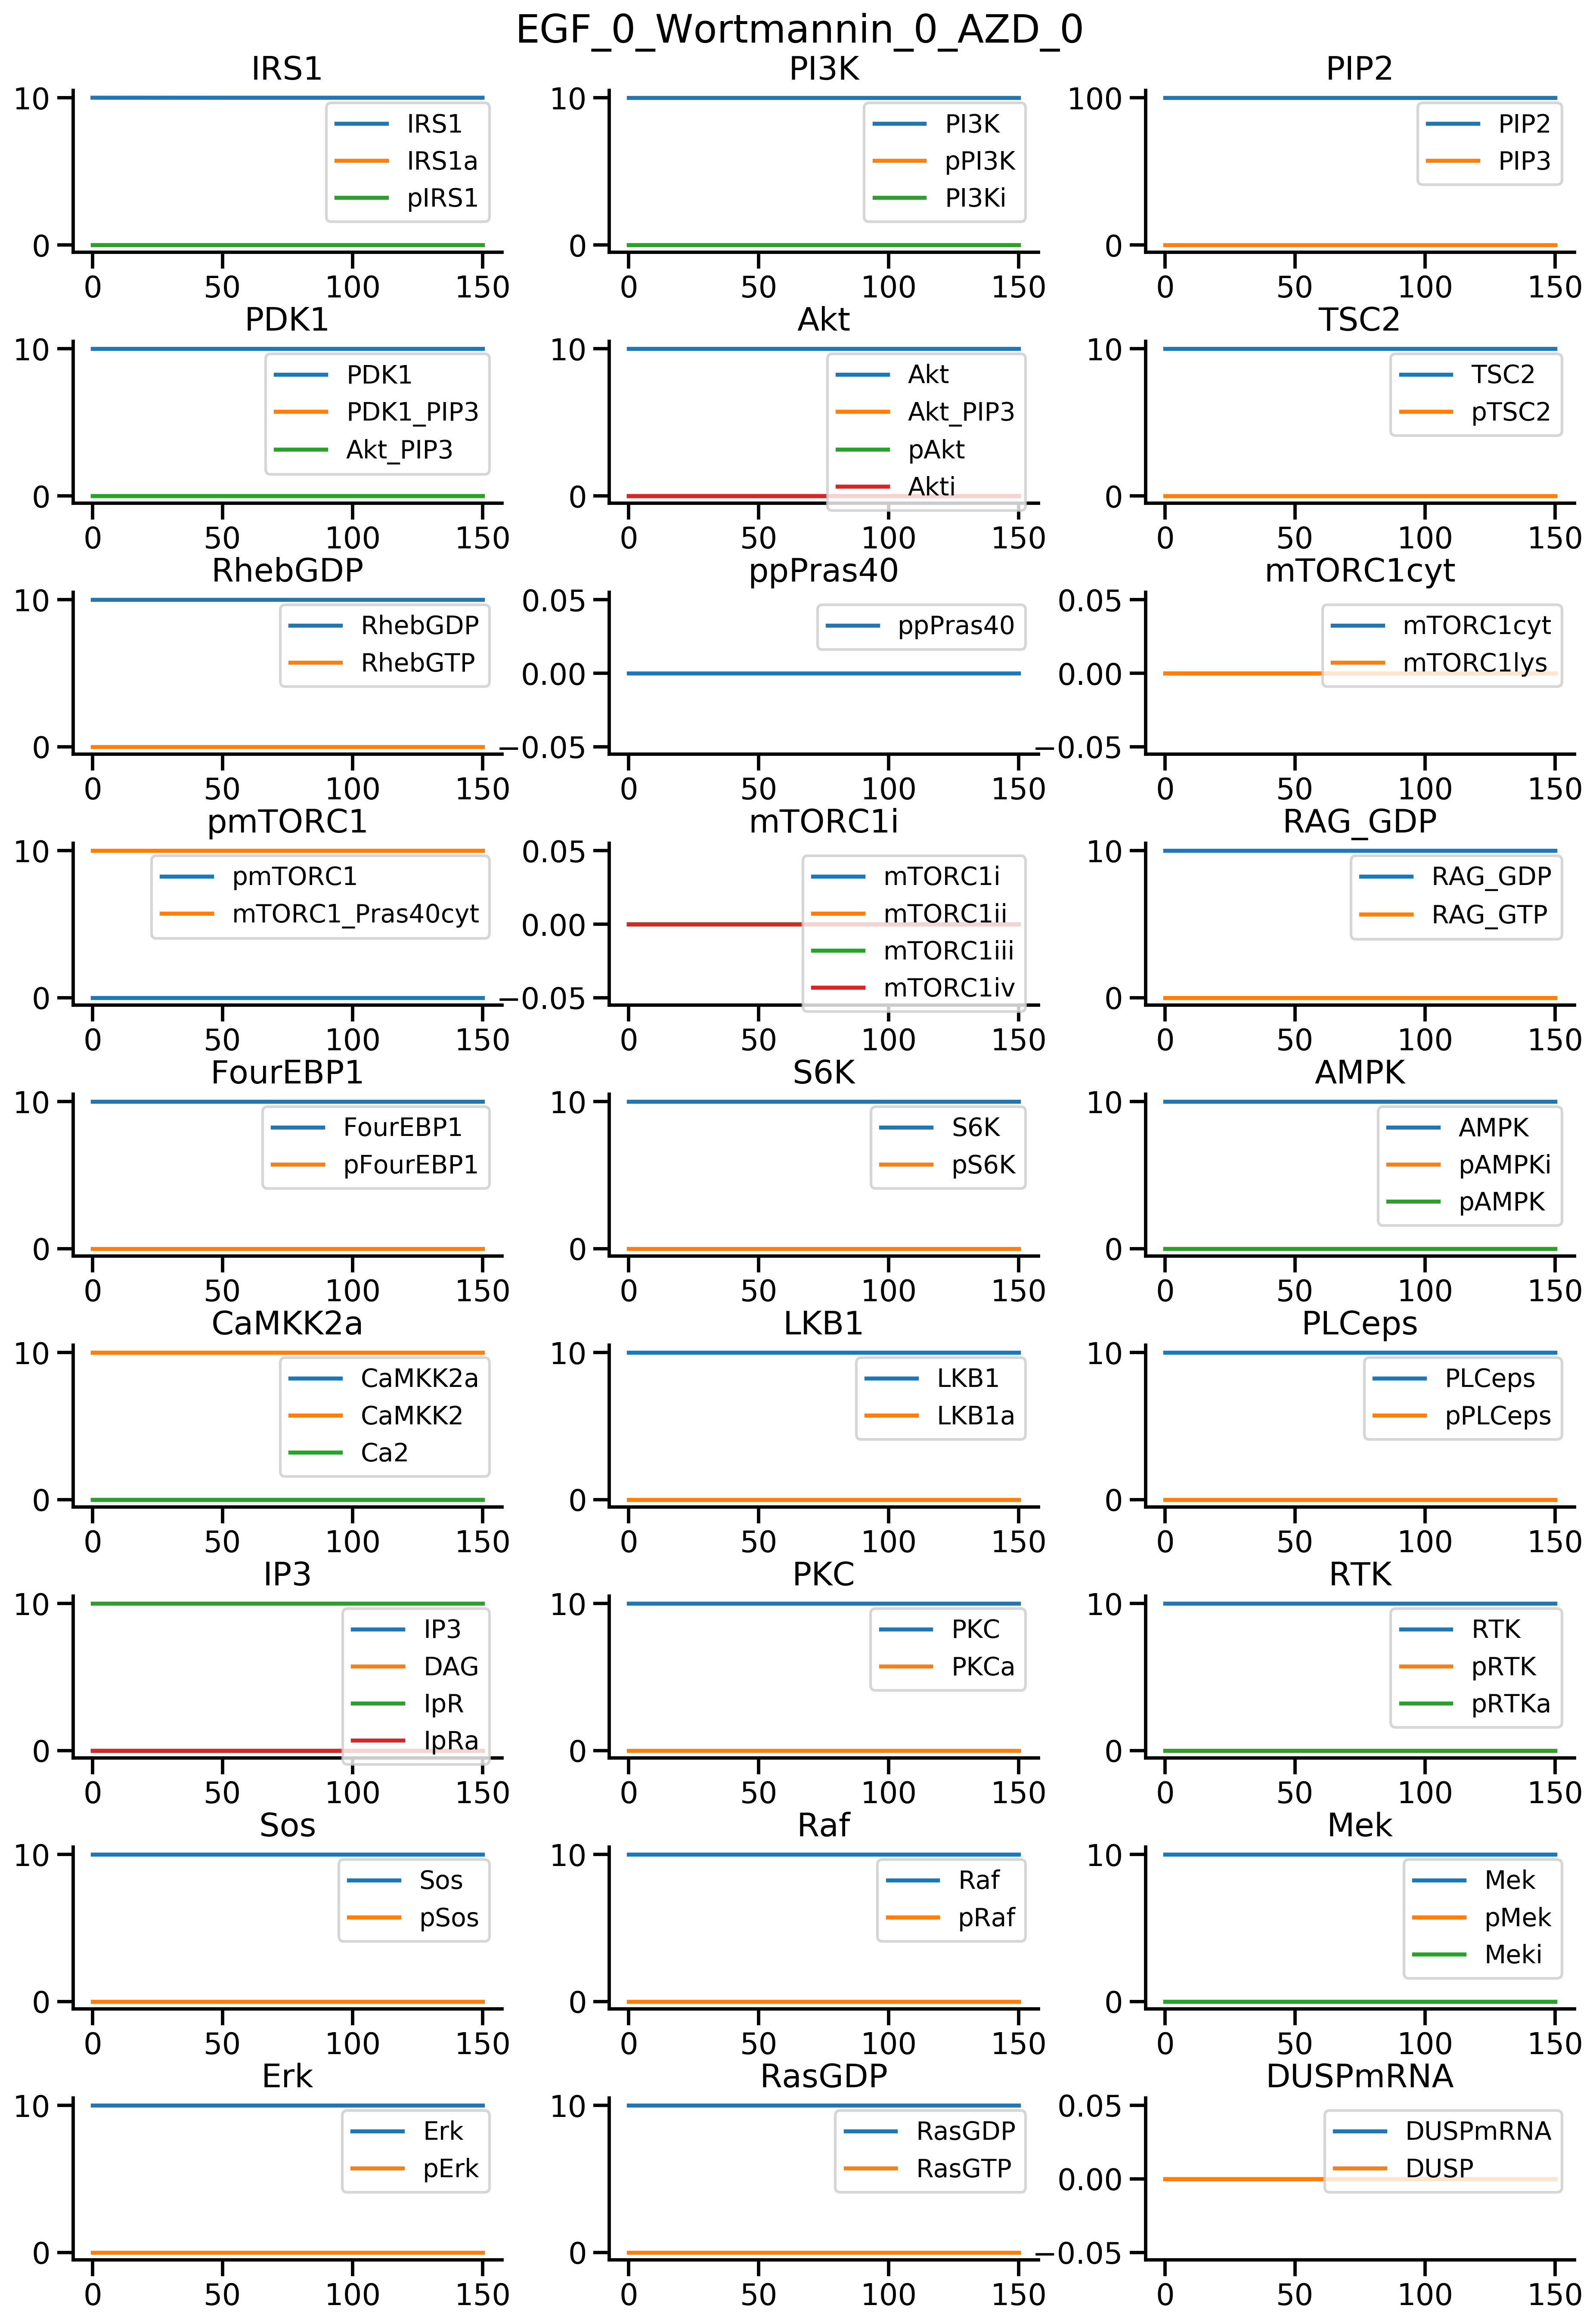 EGF_0_Wortmannin_0_AZD_0
IRS1
10
0
IRS1
IRS1a
pIRS1
0 50 100 150
PI3K
10
0
PI3K
pPI3K
PI3Ki
0 50 100 150
PIP2
100
0
PIP2
PIP3
0 50 100 150
PDK1
10
0
PDK1
PDK1_PIP3
Akt_PIP3
0 50 100 150
Akt
10
0
Akt
Akt_PIP3
pAkt
Akti
0 50 100 150
TSC2
10
0
TSC2
pTSC2
0 50 100 150
RhebGDP
10
0
RhebGDP
RhebGTP
0 50 100 150
ppPras40
0.05
0.00
−0.05
ppPras40
0 50 100 150
mTORC1cyt
0.05
0.00
−0.05
mTORC1cyt
mTORC1lys
0 50 100 150
pmTORC1
10
0
pmTORC1
mTORC1_Pras40cyt
0 50 100 150
mTORC1i
0.05
0.00
−0.05
mTORC1i
mTORC1ii
mTORC1iii
mTORC1iv
0 50 100 150
RAG_GDP
10
0
RAG_GDP
RAG_GTP
0 50 100 150
FourEBP1
10
0
FourEBP1
pFourEBP1
0 50 100 150
S6K
10
0
S6K
pS6K
0 50 100 150
AMPK
10
0
AMPK
pAMPKi
pAMPK
0 50 100 150
CaMKK2a
10
0
CaMKK2a
CaMKK2
Ca2
0 50 100 150
LKB1
10
0
LKB1
LKB1a
0 50 100 150
PLCeps
10
0
PLCeps
pPLCeps
0 50 100 150
IP3
10
0
IP3
DAG
IpR
IpRa
0 50 100 150
PKC
10
0
PKC
PKCa
0 50 100 150
RTK
10
0
RTK
pRTK
pRTKa
0 50 100 150
Sos
10
0
Sos
pSos
0 50 100 150
Raf
10
0
Raf
pRaf
0 50 100 150
Mek
10
0
Mek
pMek
Meki
0 50 100 150
Erk
10
0
Erk
pErk
0 50 100 150
RasGDP
10
0
RasGDP
RasGTP
0 50 100 150
DUSPmRNA
0.05
0.00
−0.05
DUSPmRNA
DUSP
0 50 100 150